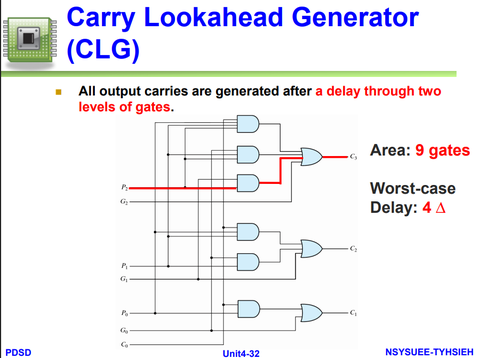 Carry Lookahead Generator
(CLG)
All output carries are generated after a delay through two
levels of gates.
C3
Area: 9 gates
P2
G2
Worst-case
Delay: 4 Δ
C2
P1
G1
P0
C1
G0
C0
PDSD
Unit4-32
NSYSUEE-TYHSIEH